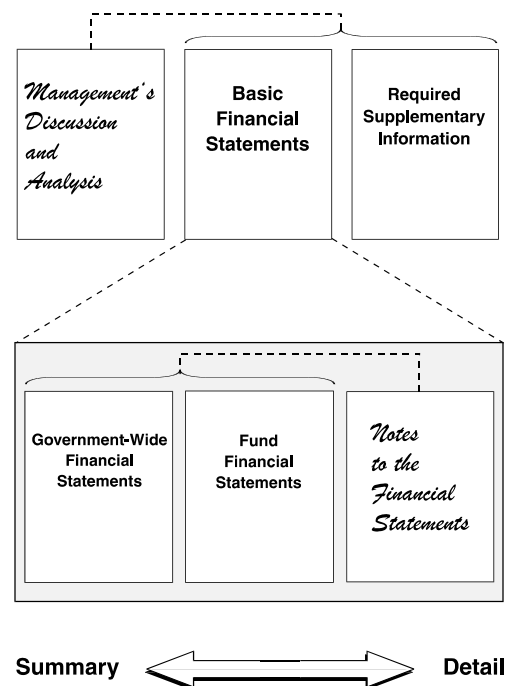 Management's
Discussion
and
Analysis
Basic
Financial
Statements
Required
Supplementary
Information
Government-Wide
Financial
Statements
Fund
Financial
Statements
Notes
to the
Financial
Statements
Summary
Detail